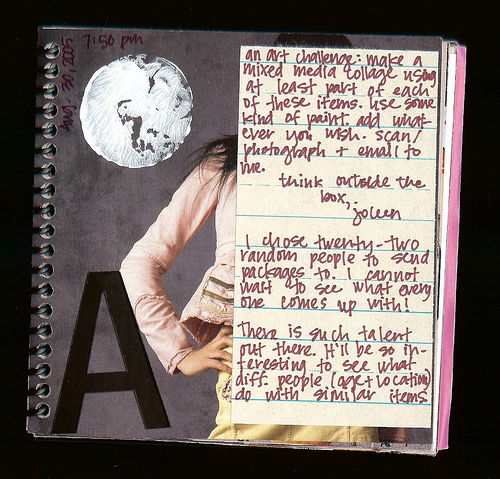 7:50 pm
Aug. 30, 2005
an art challenge: make a
mixed media collage using
at least part of each
of these items. use some
kind of paint. add what-
ever you wish. scan/
photograph + email to
me.
think outside the
box,
joleen
I chose twenty-two
random people to send
packages to. I cannot
wait to see what every
one comes up with!
There is such talent
out there. It'll be so in-
teresting to see what
diff. people (age + location)
do with similar items
A